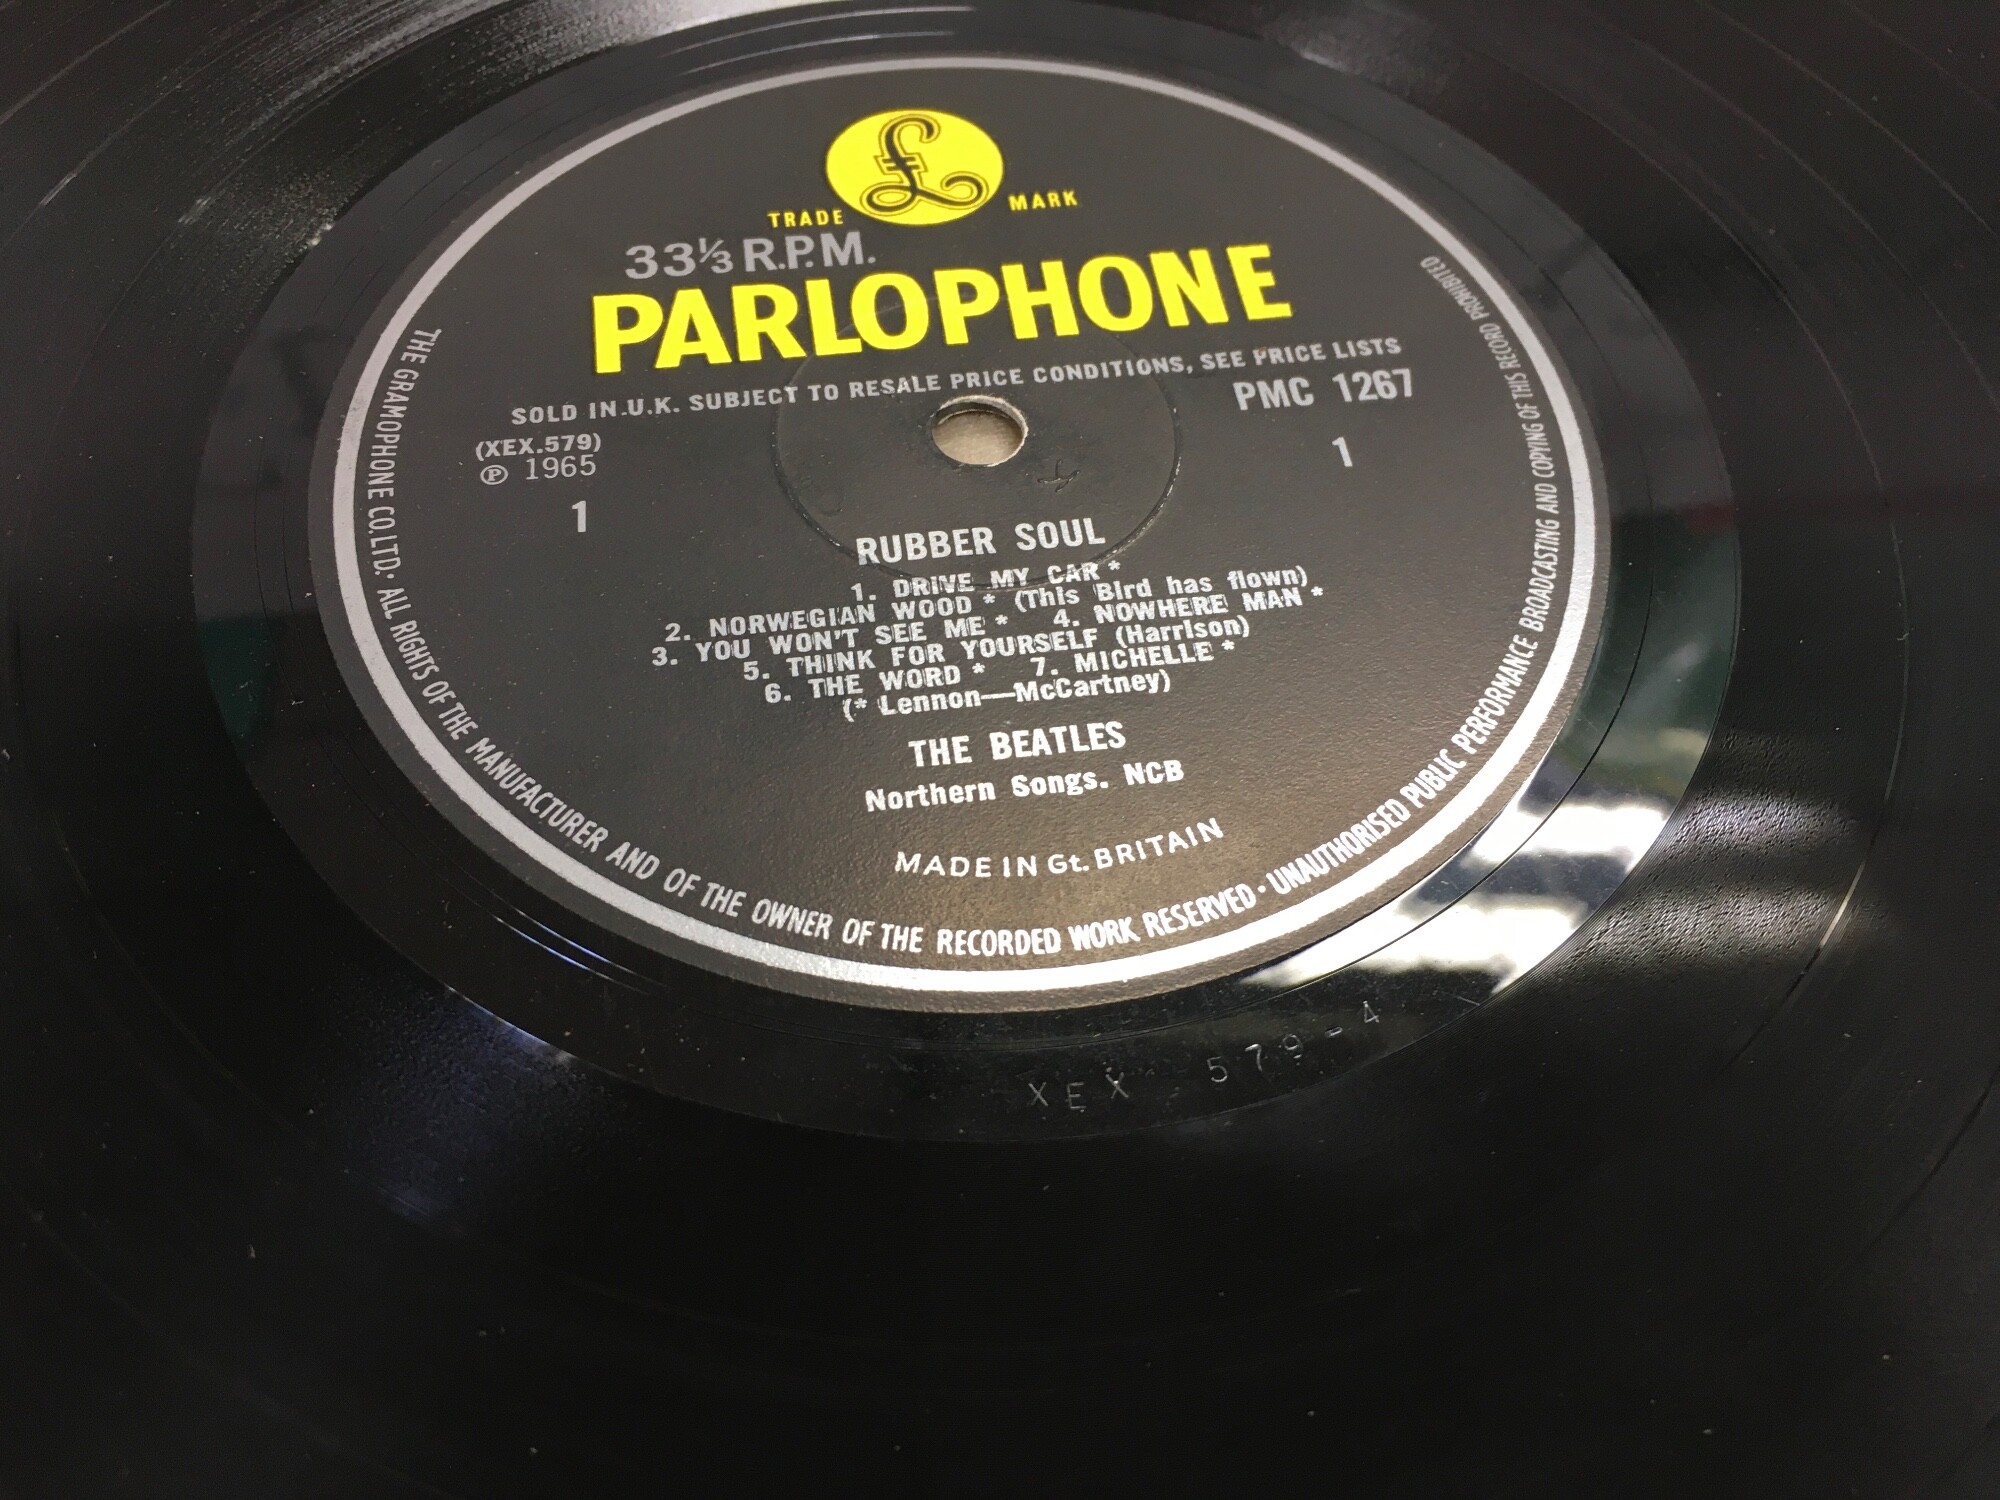 £
TRADE MARK
33⅓ R.P.M.
PARLOPHONE
SOLD IN U.K. SUBJECT TO RESALE PRICE CONDITIONS, SEE PRICE LISTS
PMC 1267
(XEX.579)
℗ 1965
1
1
RUBBER SOUL
1. DRIVE MY CAR *
2. NORWEGIAN WOOD * (This Bird has flown)
3. YOU WON'T SEE ME * 4. NOWHERE MAN *
5. THINK FOR YOURSELF (Harrison)
6. THE WORD * 7. MICHELLE *
(* Lennon—McCartney)
THE BEATLES
Northern Songs. NCB
MADE IN Gt. BRITAIN
THE GRAMOPHONE CO. LTD. · ALL RIGHTS OF THE MANUFACTURER AND OF THE OWNER OF THE RECORDED WORK RESERVED · UNAUTHORISED PUBLIC PERFORMANCE BROADCASTING AND COPYING OF THIS RECORD PROHIBITED
XEX 579-4